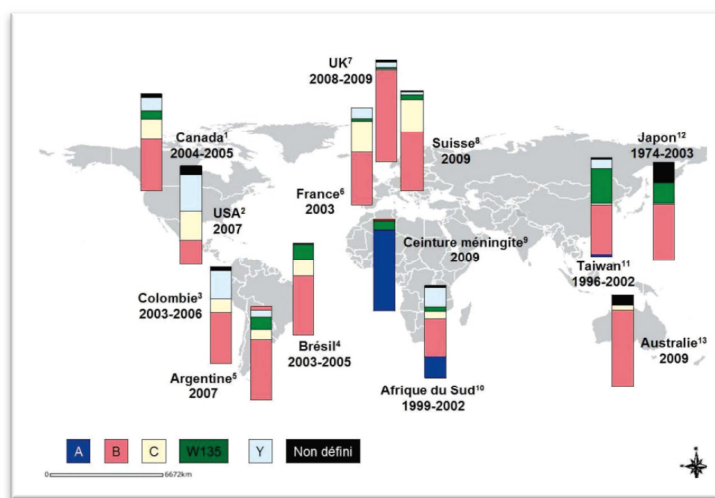 UK7
2008-2009
Canada1
2004-2005
Suisse8
2009
Japon12
1974-2003
USA2
2007
France6
2003
Ceinture méningite9
2009
Taiwan11
1996-2002
Colombie3
2003-2006
Brésil4
2003-2005
Australie13
2009
Argentine5
2007
Afrique du Sud10
1999-2002
A B C W135 Y Non défini
0 6672km